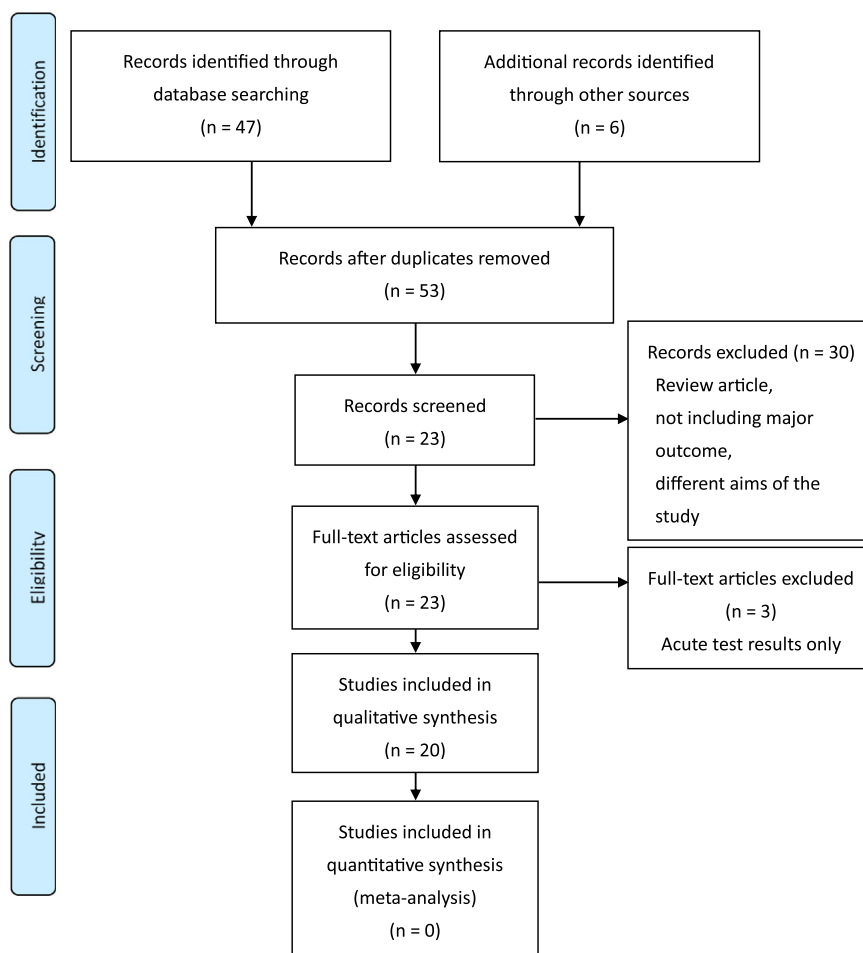 Identification
Records identified through
database searching
(n = 47)
Additional records identified
through other sources
(n = 6)
Screening
Records after duplicates removed
(n = 53)
Records screened
(n = 23)
Records excluded (n = 30)
Review article,
not including major
outcome,
different aims of the
study
Eligibility
Full-text articles assessed
for eligibility
(n = 23)
Full-text articles excluded
(n = 3)
Acute test results only
Included
Studies included in
qualitative synthesis
(n = 20)
Studies included in
quantitative synthesis
(meta-analysis)
(n = 0)